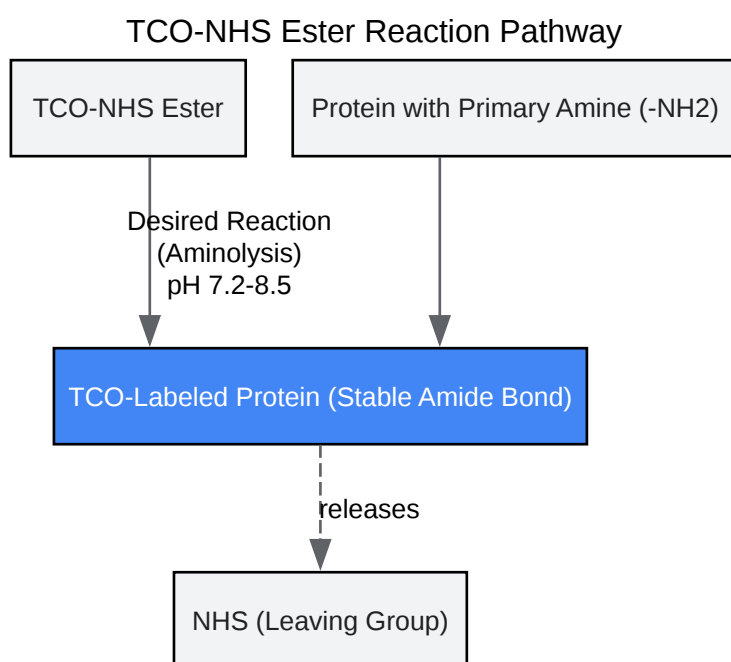 TCO-NHS Ester Reaction Pathway
TCO-NHS Ester
Protein with Primary Amine (-NH2)
Desired Reaction
(Aminolysis)
pH 7.2-8.5
TCO-Labeled Protein (Stable Amide Bond)
releases
NHS (Leaving Group)